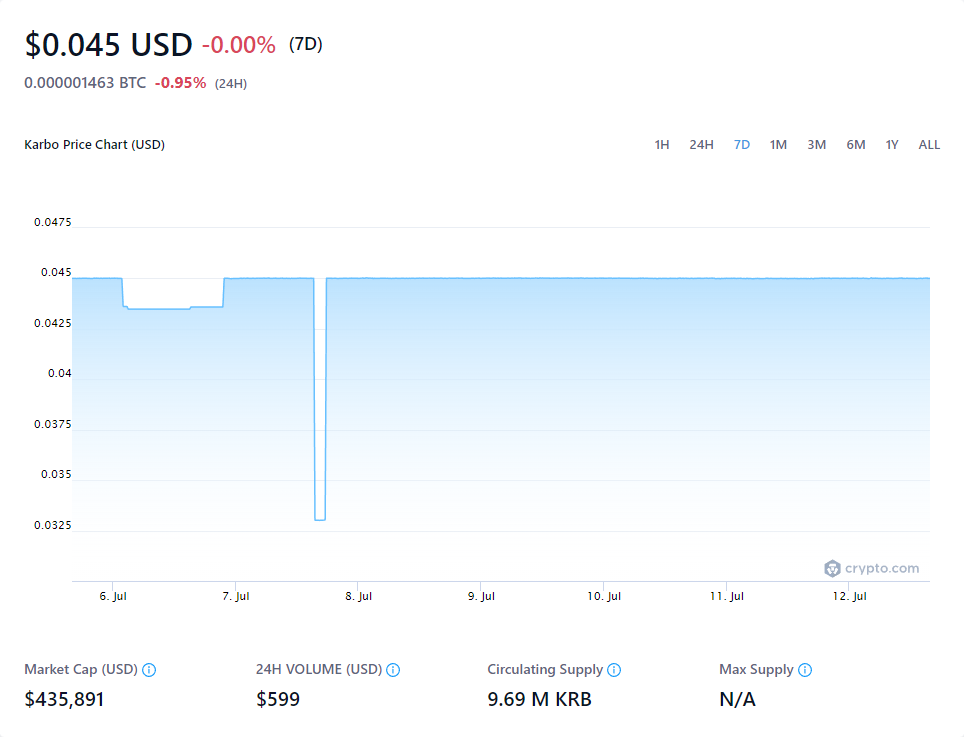 $0.045 USD -0.00% (7D)
0.000001463 BTC -0.95% (24H)
Karbo Price Chart (USD)
1H 24H 7D 1M 3M 6M 1Y ALL
0.0475
0.045
0.0425
0.04
0.0375
0.035
0.0325
crypto.com
6. Jul 7. Jul 8. Jul 9. Jul 10. Jul 11. Jul 12. Jul
Market Cap (USD) 24H VOLUME (USD) Circulating Supply Max Supply
$435,891 $599 9.69 M KRB N/A